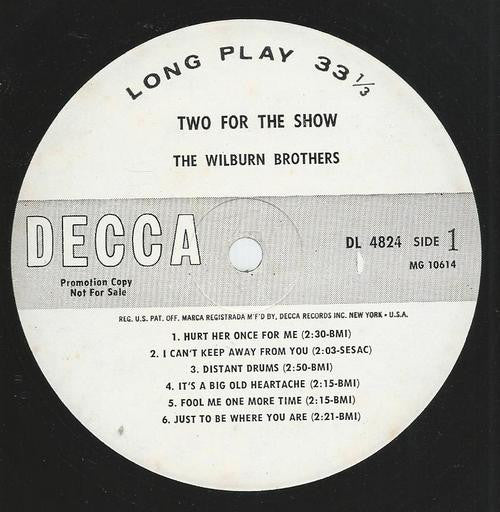 LONG PLAY 33 1/3
TWO FOR THE SHOW
THE WILBURN BROTHERS
DECCA
DL 4824 SIDE 1
MG 10614
Promotion Copy
Not For Sale
REG. U.S. PAT. OFF. MARCA REGISTRADA M'F'D BY, DECCA RECORDS INC. NEW YORK • U.S.A.
1. HURT HER ONCE FOR ME (2:30-BMI)
2. I CAN'T KEEP AWAY FROM YOU (2:03-SESAC)
3. DISTANT DRUMS (2:50-BMI)
4. IT'S A BIG OLD HEARTACHE (2:15-BMI)
5. FOOL ME ONE MORE TIME (2:15-BMI)
6. JUST TO BE WHERE YOU ARE (2:21-BMI)